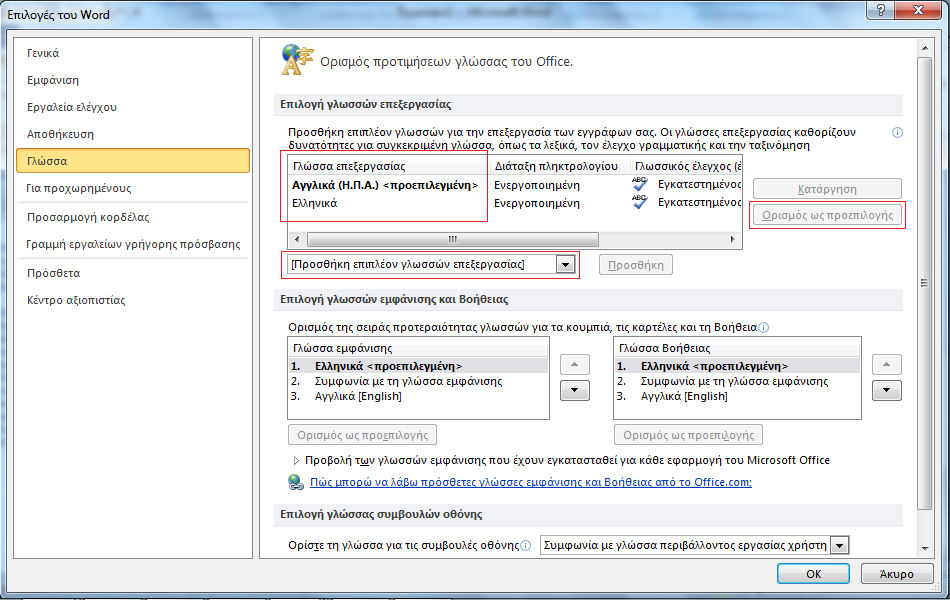 Επιλογές του Word
Γενικά
Εμφάνιση
Εργαλεία ελέγχου
Αποθήκευση
Γλώσσα
Για προχωρημένους
Προσαρμογή κορδέλας
Γραμμή εργαλείων γρήγορης πρόσβασης
Πρόσθετα
Κέντρο αξιοπιστίας
Ορισμός προτιμήσεων γλώσσας του Office.
Επιλογή γλωσσών επεξεργασίας
Προσθήκη επιπλέον γλωσσών για την επεξεργασία των εγγράφων σας. Οι γλώσσες επεξεργασίας καθορίζουν
δυνατότητες για συγκεκριμένη γλώσσα, όπως τα λεξικά, τον έλεγχο γραμματικής και την ταξινόμηση
Γλώσσα επεξεργασίας Διάταξη πληκτρολογίου Γλωσσικός έλεγχος (έ
Αγγλικά (Η.Π.Α.) <προεπιλεγμένη> Ενεργοποιημένη ABC Εγκατεστημένος
Ελληνικά Ενεργοποιημένη ABC Εγκατεστημένος
Κατάργηση
Ορισμός ως προεπιλογής
[Προσθήκη επιπλέον γλωσσών επεξεργασίας] Προσθήκη
Επιλογή γλωσσών εμφάνισης και Βοήθειας
Ορισμός της σειράς προτεραιότητας γλωσσών για τα κουμπιά, τις καρτέλες και τη Βοήθεια
Γλώσσα εμφάνισης
1. Ελληνικά <προεπιλεγμένη>
2. Συμφωνία με τη γλώσσα εμφάνισης
3. Αγγλικά [English]
Ορισμός ως προεπιλογής
Γλώσσα Βοήθειας
1. Ελληνικά <προεπιλεγμένη>
2. Συμφωνία με τη γλώσσα εμφάνισης
3. Αγγλικά [English]
Ορισμός ως προεπιλογής
Προβολή των γλωσσών εμφάνισης που έχουν εγκατασταθεί για κάθε εφαρμογή του Microsoft Office
Πώς μπορώ να λάβω πρόσθετες γλώσσες εμφάνισης και Βοήθειας από το Office.com;
Επιλογή γλώσσας συμβουλών οθόνης
Ορίστε τη γλώσσα για τις συμβουλές οθόνης Συμφωνία με γλώσσα περιβάλλοντος εργασίας χρήστη
OK Άκυρο